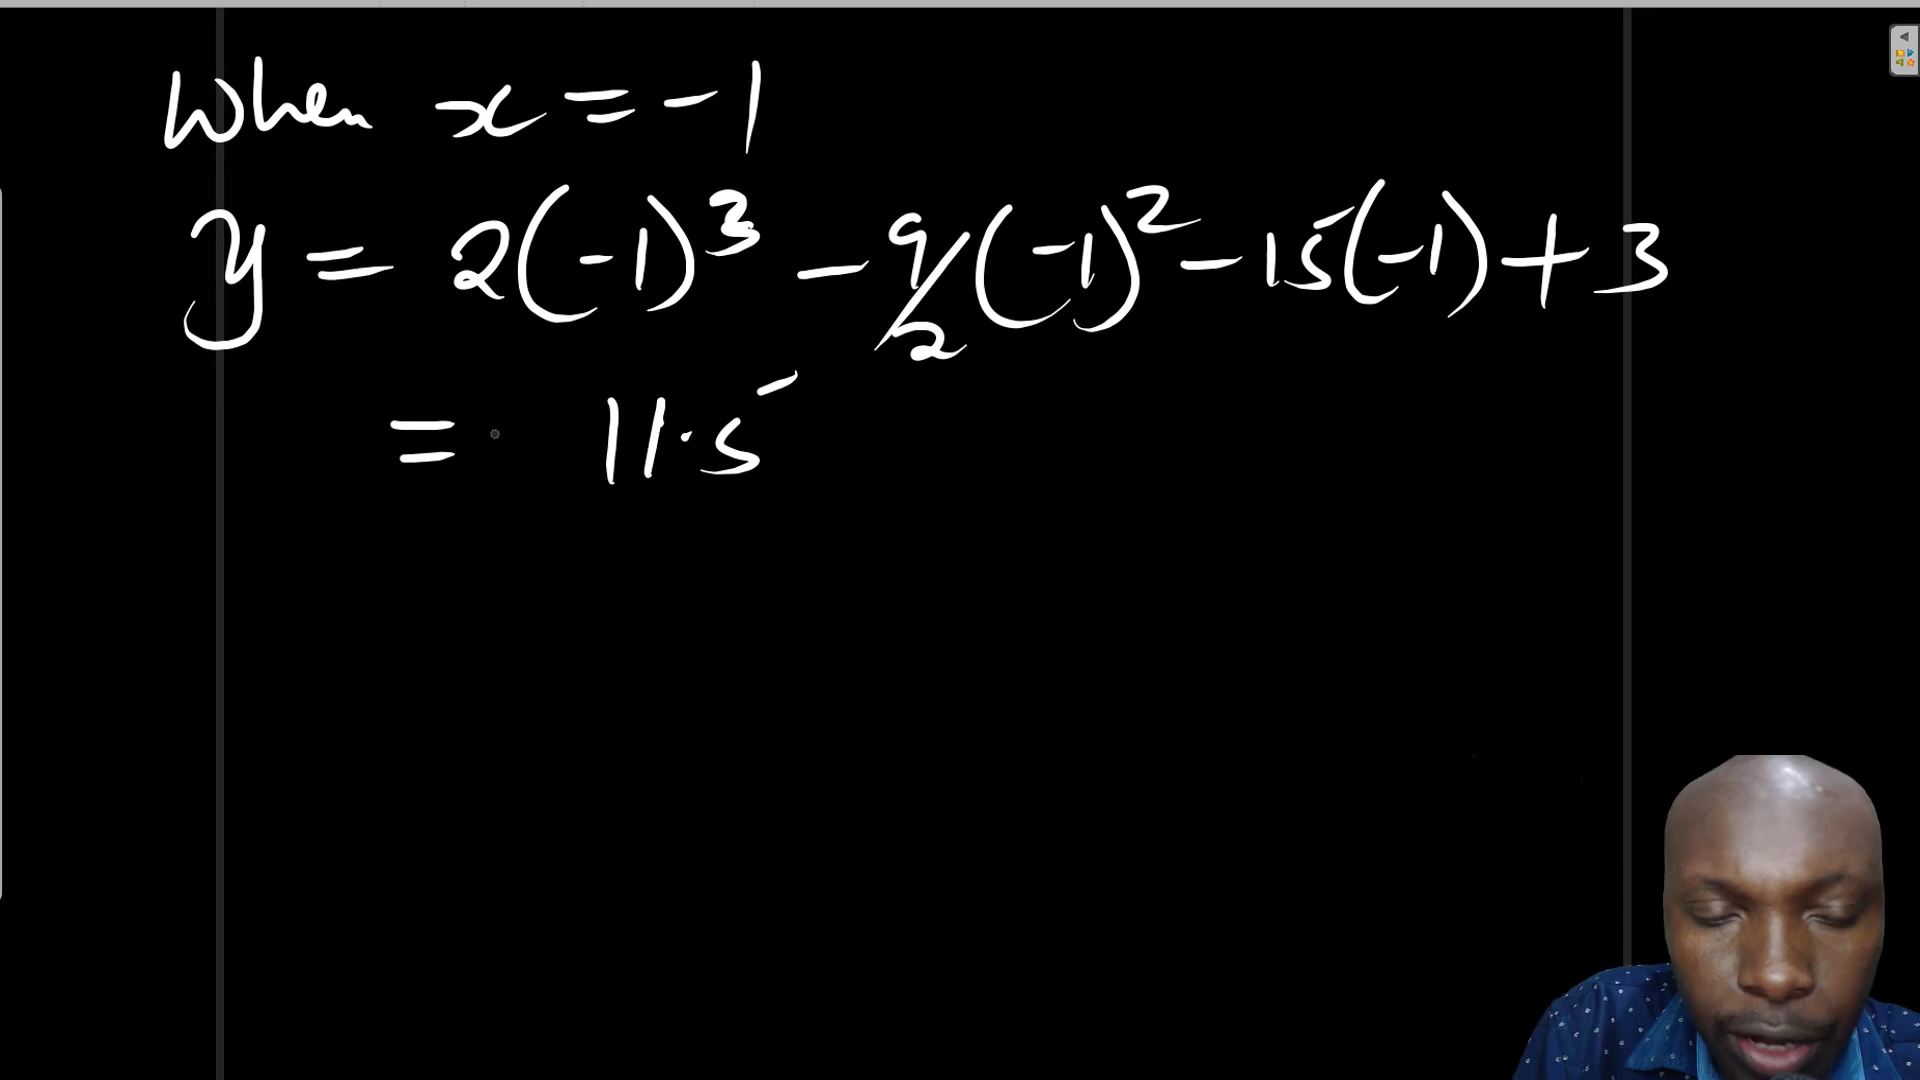 When x = -1
y = 2(-1)³ - 9/2(-1)² - 15(-1) + 3
= 11.5